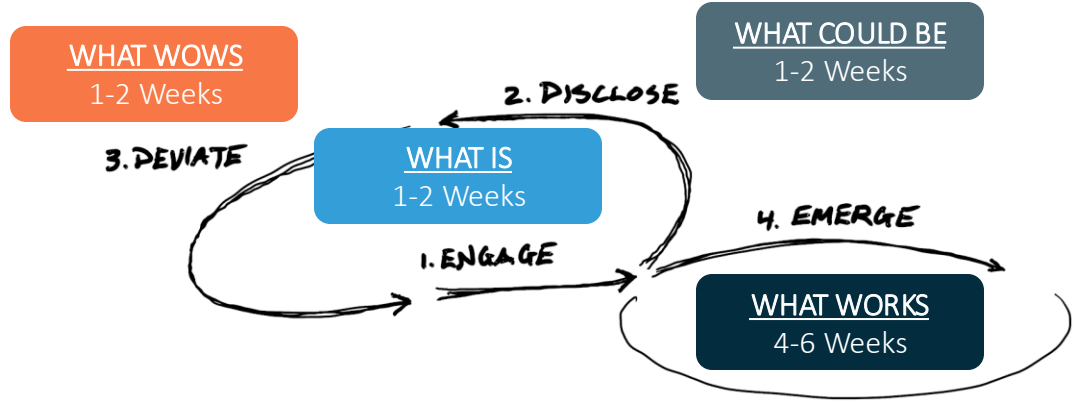 WHAT WOWS
1-2 Weeks
WHAT COULD BE
1-2 Weeks
2. DISCLOSE
3. DEVIATE
WHAT IS
1-2 Weeks
1. ENGAGE
4. EMERGE
WHAT WORKS
4-6 Weeks